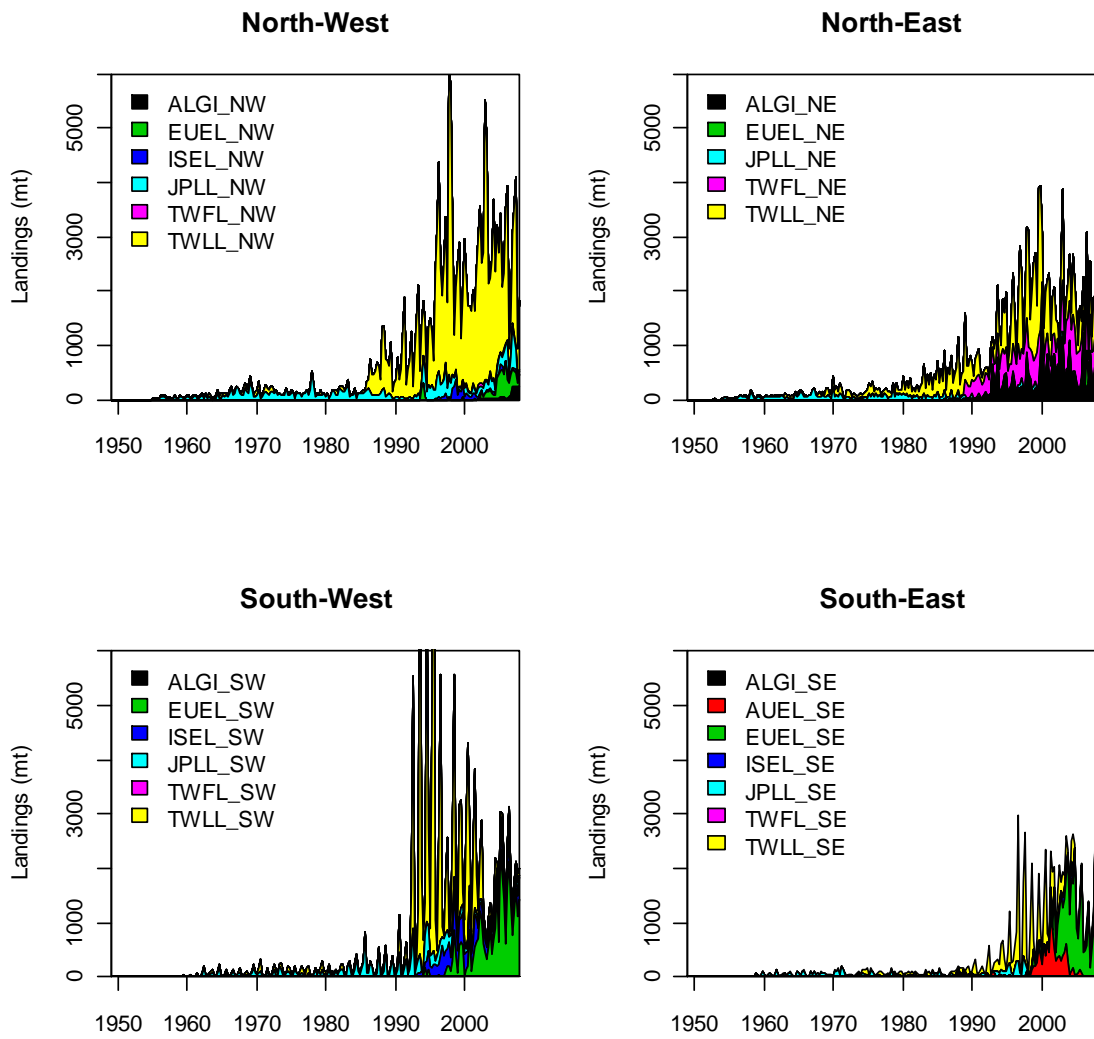 North-West
North-East
Landings (mt)
0
1000
3000
5000
ALGI_NW
EUEL_NW
ISEL_NW
JPLL_NW
TWFL_NW
TWLL_NW
1950 1960 1970 1980 1990 2000
Landings (mt)
0
1000
3000
5000
ALGI_NE
EUEL_NE
JPLL_NE
TWFL_NE
TWLL_NE
1950 1960 1970 1980 1990 2000
South-West
South-East
Landings (mt)
0
1000
3000
5000
ALGI_SW
EUEL_SW
ISEL_SW
JPLL_SW
TWFL_SW
TWLL_SW
1950 1960 1970 1980 1990 2000
Landings (mt)
0
1000
3000
5000
ALGI_SE
AUEL_SE
EUEL_SE
ISEL_SE
JPLL_SE
TWFL_SE
TWLL_SE
1950 1960 1970 1980 1990 2000